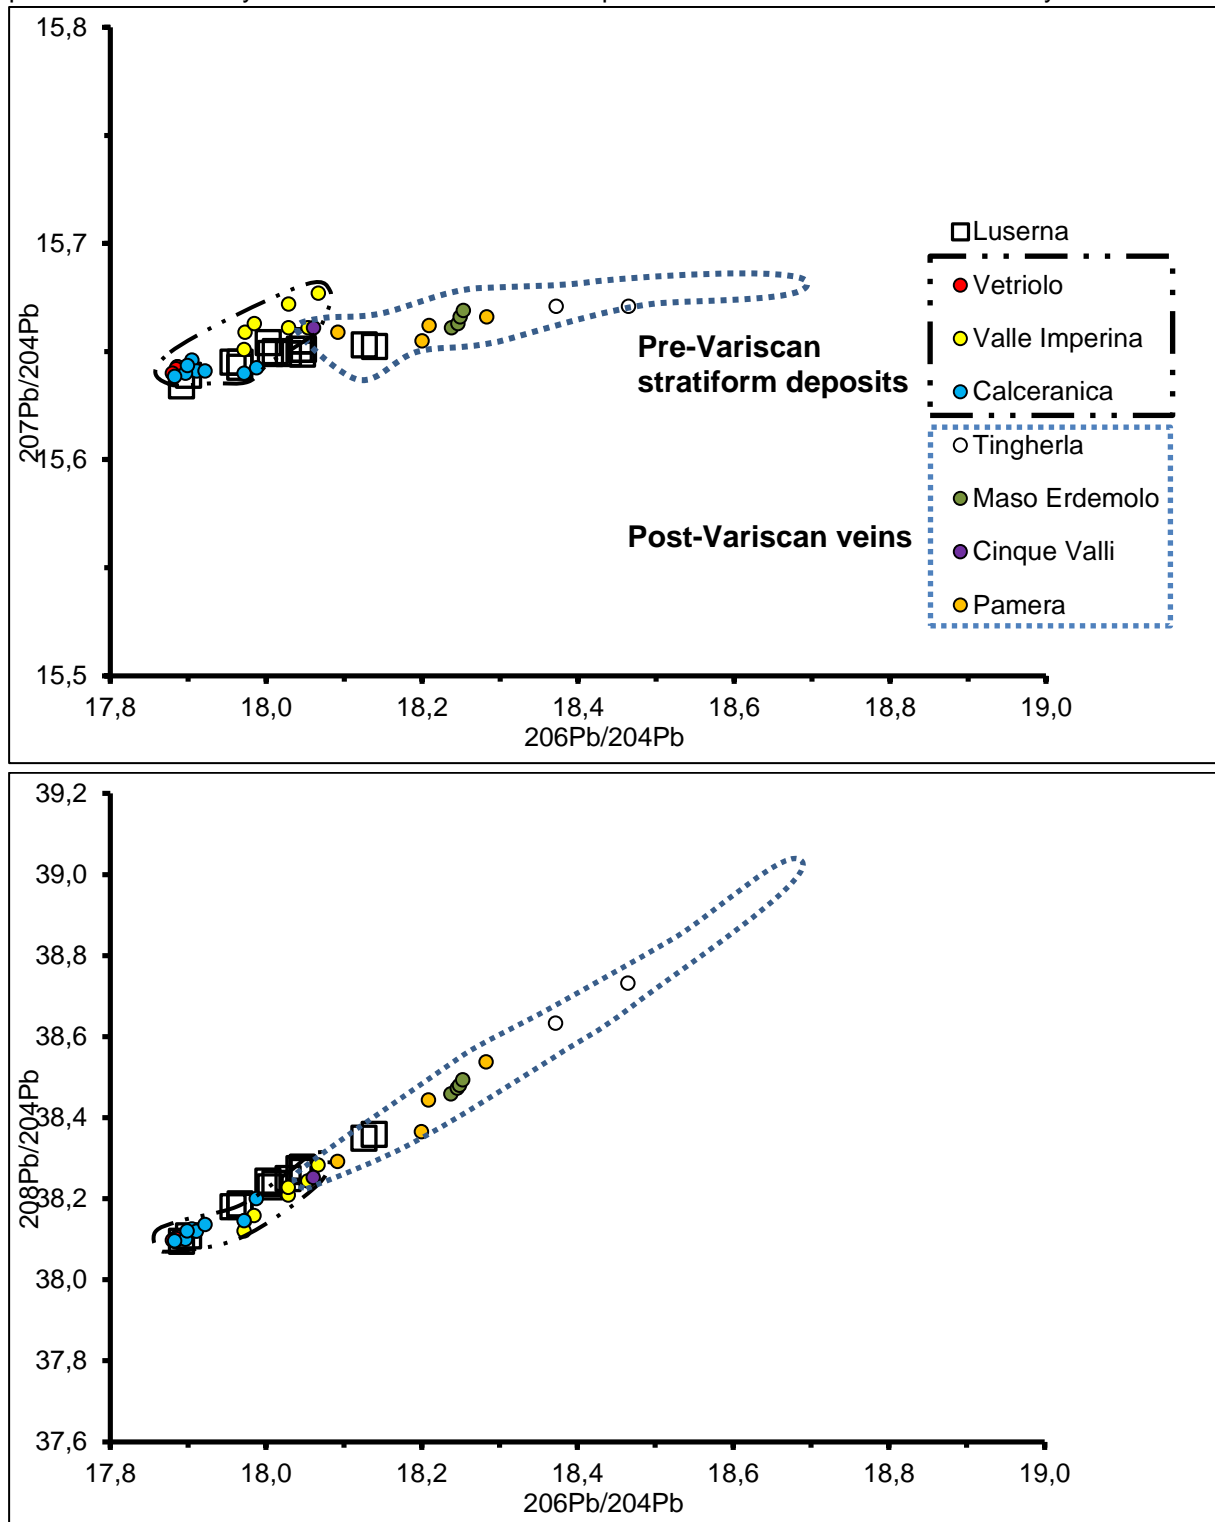 15,8
15,7
15,6
15,5
207Pb/204Pb
17,8
18,0
18,2
18,4
18,6
18,8
19,0
206Pb/204Pb
Pre-Variscan
stratiform deposits
Post-Variscan veins
Luserna
Vetriolo
Valle Imperina
Calceranica
Tingherla
Maso Erdemolo
Cinque Valli
Pamera
39,2
39,0
38,8
38,6
38,4
38,2
38,0
37,8
37,6
208Pb/204Pb
17,8
18,0
18,2
18,4
18,6
18,8
19,0
206Pb/204Pb